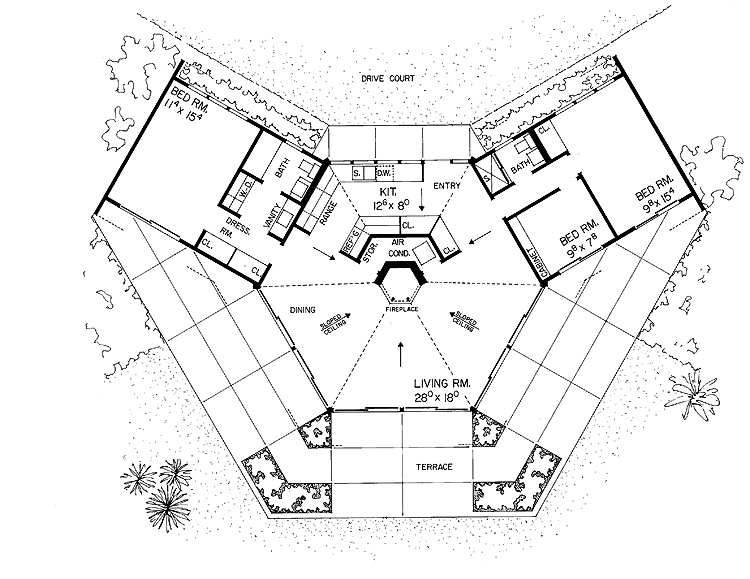 DRIVE COURT
BED RM.
11⁴ x 15⁴
BATH
W.D.
VANITY
DRESS.
RM.
CL.
CL.
RANGE
S.
D.W.
KIT.
12⁶ x 8⁰
ENTRY
REF'G.
STOR.
AIR
COND.
CL.
CL.
S.
BATH
CL.
BED RM.
9⁸ x 15⁴
BED RM.
9⁸ x 7⁸
CABINET
DINING
SLOPED
CEILING
FIREPLACE
SLOPED
CEILING
LIVING RM.
28⁰ x 18⁰
TERRACE